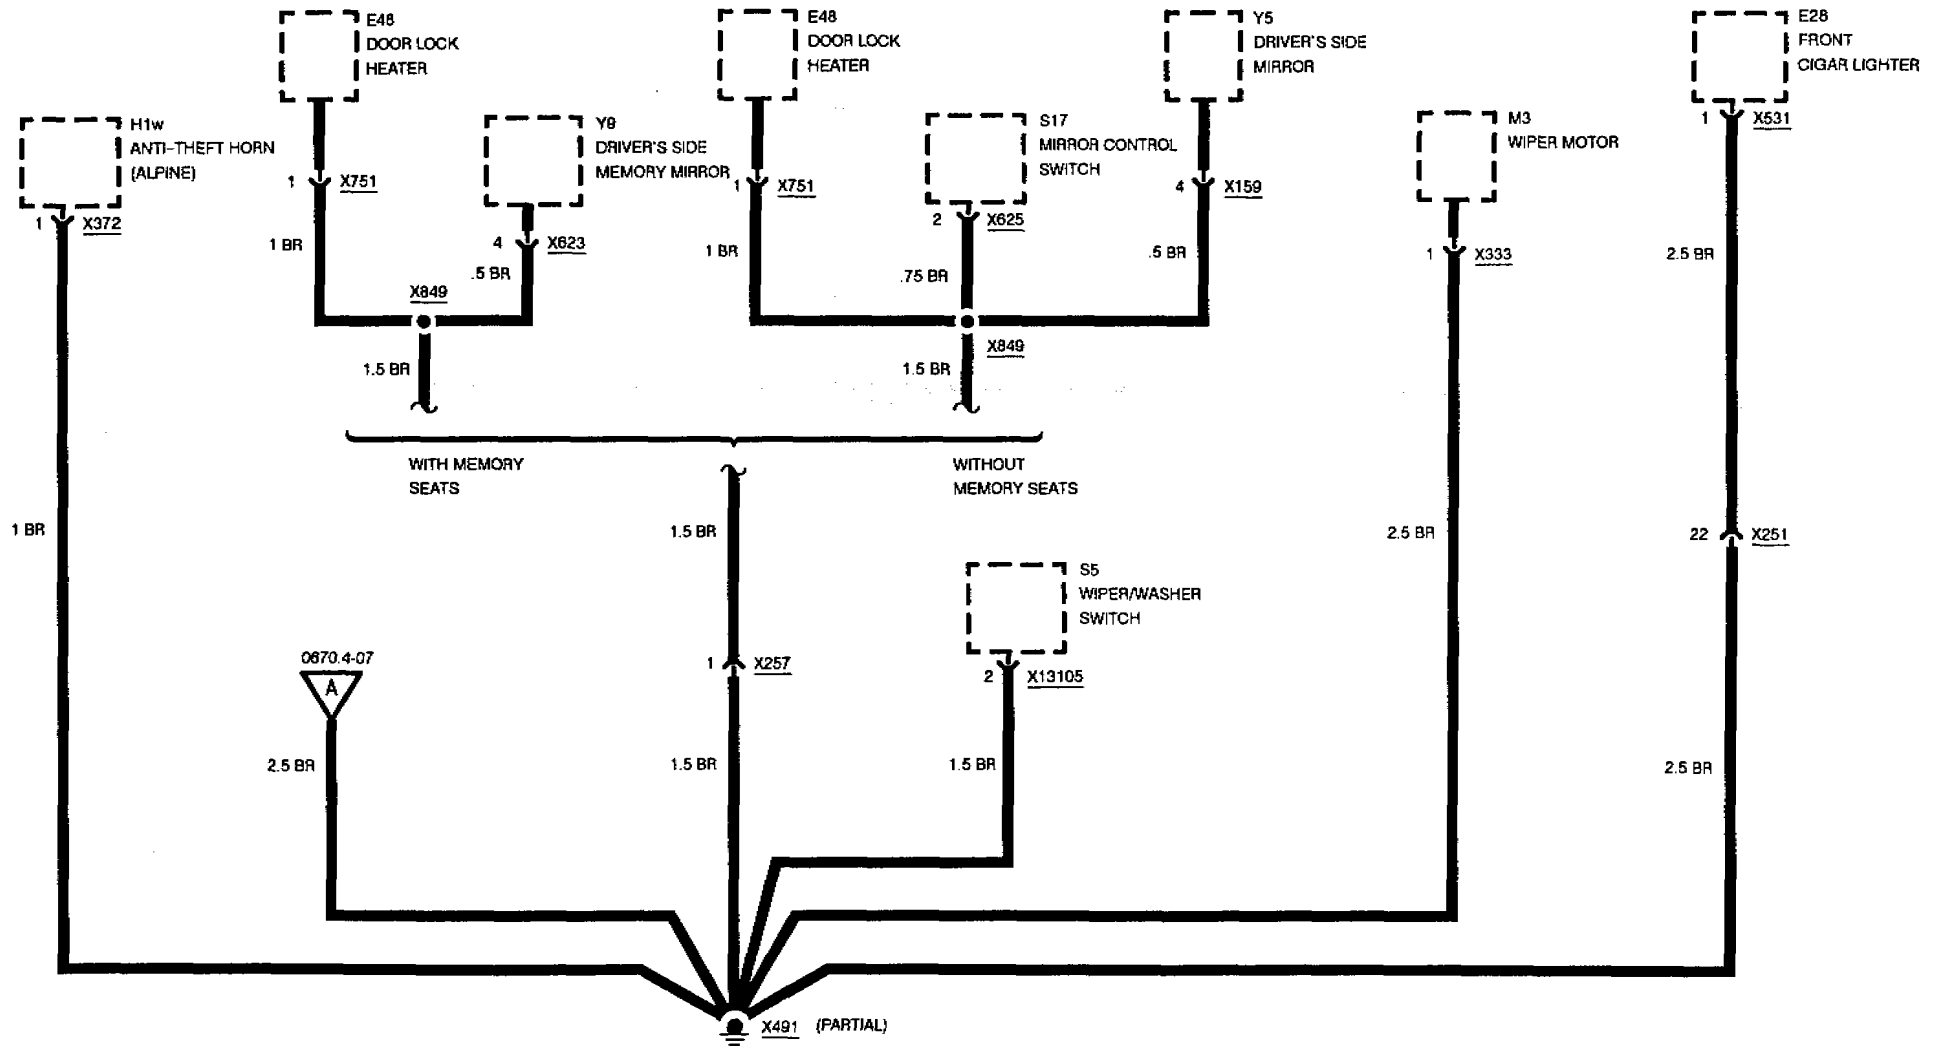 E48
DOOR LOCK
HEATER
E48
DOOR LOCK
HEATER
Y5
DRIVER'S SIDE
MIRROR
E28
FRONT
CIGAR LIGHTER
1 X531
H1w
ANTI-THEFT HORN
(ALPINE)
1 X372
Y9
DRIVER'S SIDE
MEMORY MIRROR
S17
MIRROR CONTROL
SWITCH
M3
WIPER MOTOR
1 X751
1 X751
4 X159
2 X625
4 X623
1 X333
1 BR
.5 BR
1 BR
.75 BR
.5 BR
2.5 BR
X849
X849
1.5 BR
1.5 BR
WITH MEMORY
SEATS
WITHOUT
MEMORY SEATS
1 BR
1.5 BR
2.5 BR
22 X251
S5
WIPER/WASHER
SWITCH
0670.4-07
A
1 X257
2 X13105
2.5 BR
1.5 BR
1.5 BR
2.5 BR
X491 (PARTIAL)